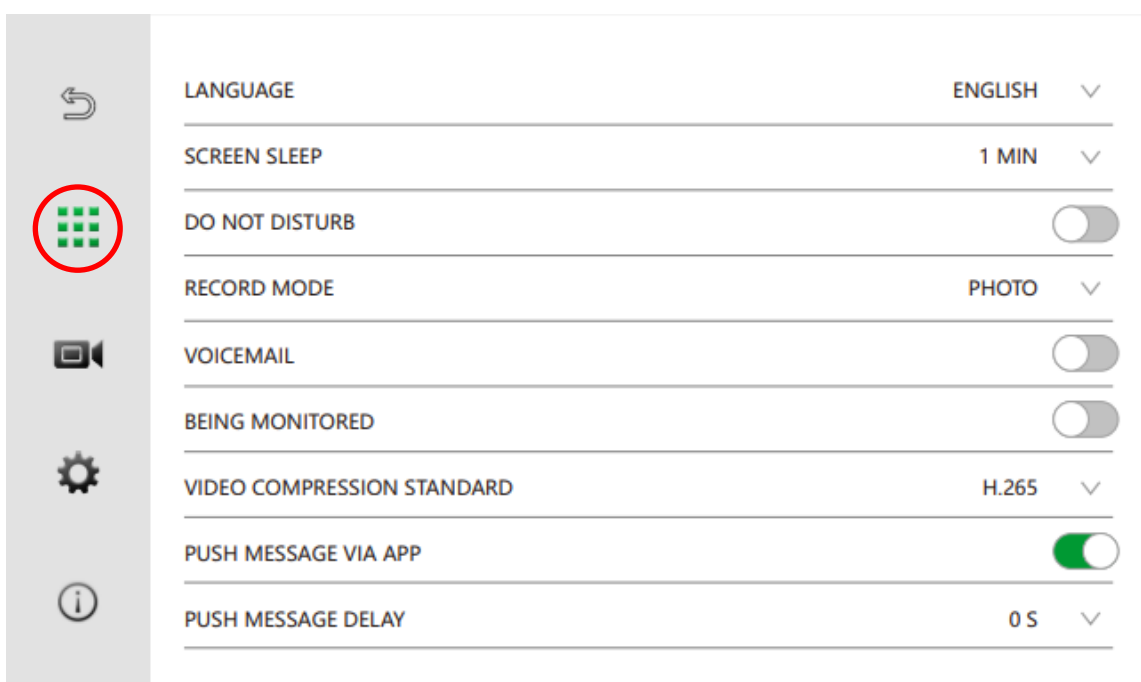 LANGUAGE ENGLISH
SCREEN SLEEP 1 MIN
DO NOT DISTURB
RECORD MODE PHOTO
VOICEMAIL
BEING MONITORED
VIDEO COMPRESSION STANDARD H.265
PUSH MESSAGE VIA APP
PUSH MESSAGE DELAY 0 S